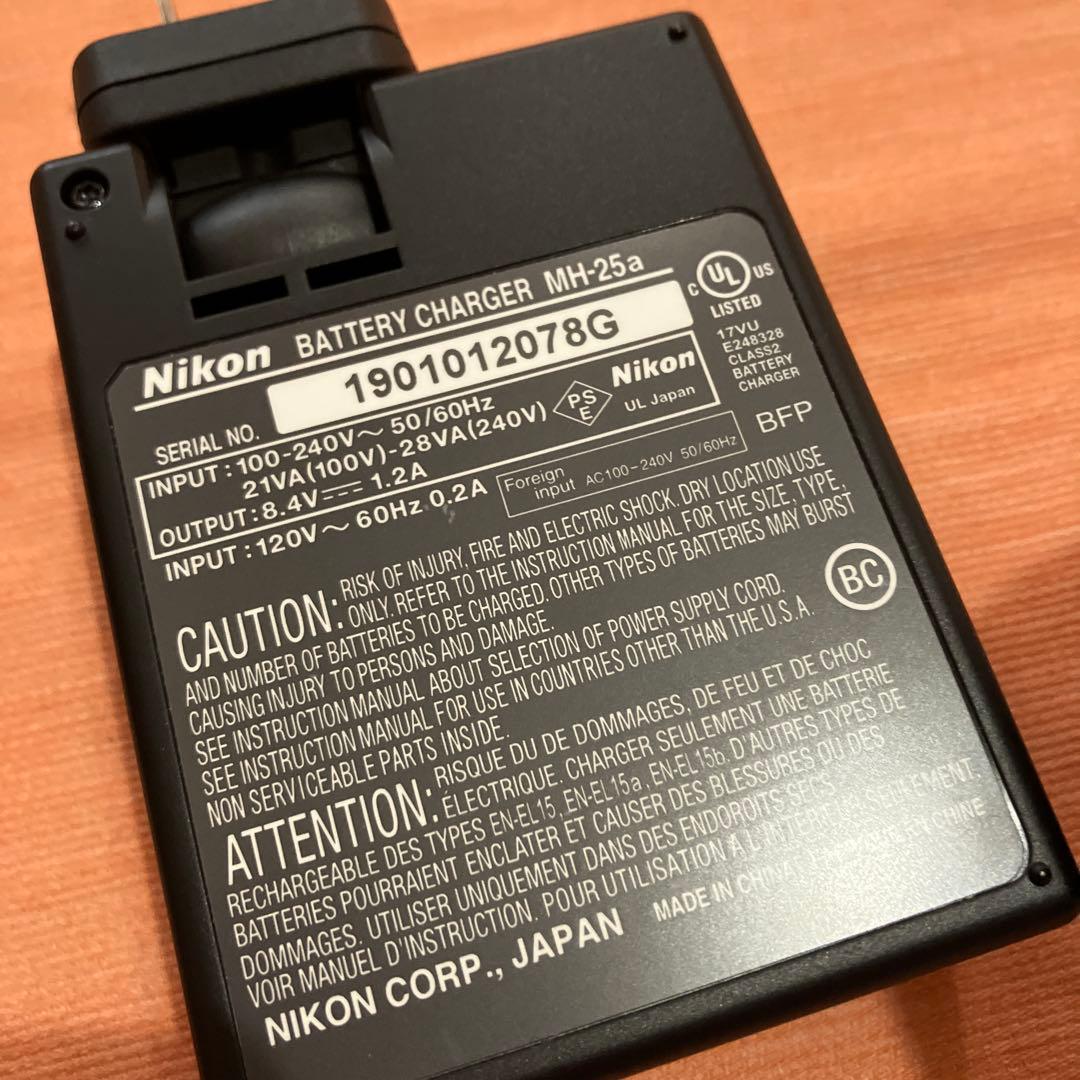 Nikon BATTERY CHARGER MH-25a
SERIAL NO. 1901012078G
INPUT : 100-240V～ 50/60Hz
21VA(100V)-28VA(240V)
OUTPUT : 8.4V⎓ 1.2A
INPUT : 120V～ 60Hz 0.2A
PS
E
Nikon
UL Japan
Foreign
input AC100-240V 50/60Hz
C UL US
LISTED
17VU
E248328
CLASS2
BATTERY
CHARGER
BFP
CAUTION: RISK OF INJURY, FIRE AND ELECTRIC SHOCK. DRY LOCATION USE
ONLY. REFER TO THE INSTRUCTION MANUAL FOR THE SIZE, TYPE,
AND NUMBER OF BATTERIES TO BE CHARGED. OTHER TYPES OF BATTERIES MAY BURST
CAUSING INJURY TO PERSONS AND DAMAGE.
SEE INSTRUCTION MANUAL ABOUT SELECTION OF POWER SUPPLY CORD.
SEE INSTRUCTION MANUAL FOR USE IN COUNTRIES OTHER THAN THE U.S.A.
NON SERVICEABLE PARTS INSIDE.
BC
ATTENTION: RISQUE DU DE DOMMAGES, DE FEU ET DE CHOC
ÉLECTRIQUE. CHARGER SEULEMENT UNE BATTERIE
RECHARGEABLE DES TYPES EN-EL15, EN-EL15a, EN-EL15b. D'AUTRES TYPES DE
BATTERIES POURRAIENT ENCLATER ET CAUSER DES BLESSURES OU DES
DOMMAGES. UTILISER UNIQUEMENT DANS DES ENDOROITS SECS
VOIR MANUEL D'INSTRUCTION. POUR UTILISATION A L'INTERIEUR SEULEMENT.
NIKON CORP., JAPAN MADE IN CHINA CHINE